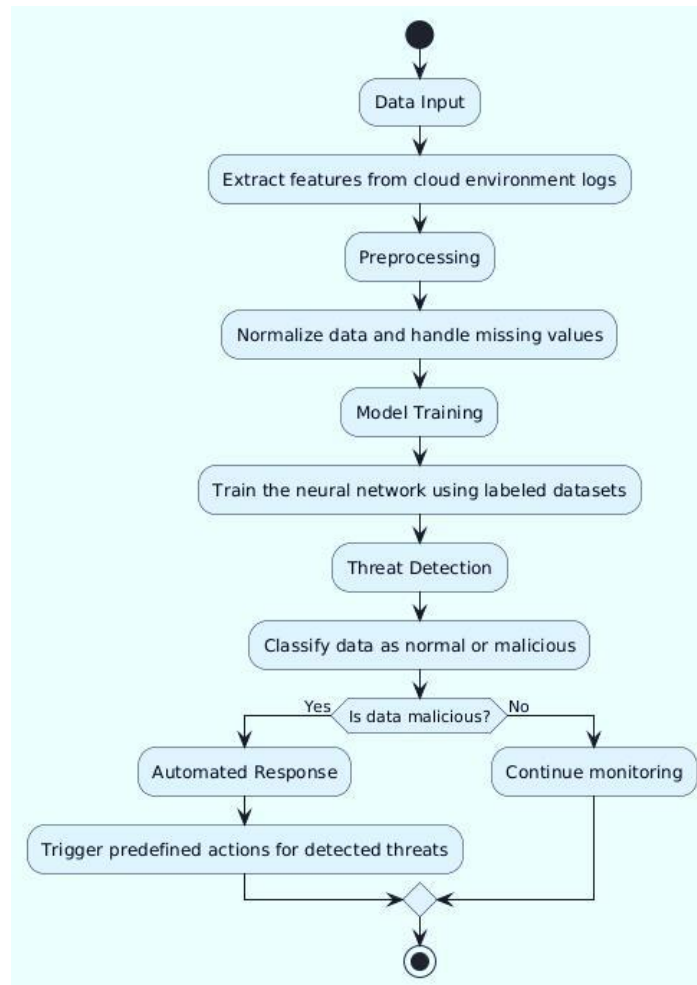 Data Input
Extract features from cloud environment logs
Preprocessing
Normalize data and handle missing values
Model Training
Train the neural network using labeled datasets
Threat Detection
Classify data as normal or malicious
Yes
Is data malicious?
No
Automated Response
Continue monitoring
Trigger predefined actions for detected threats